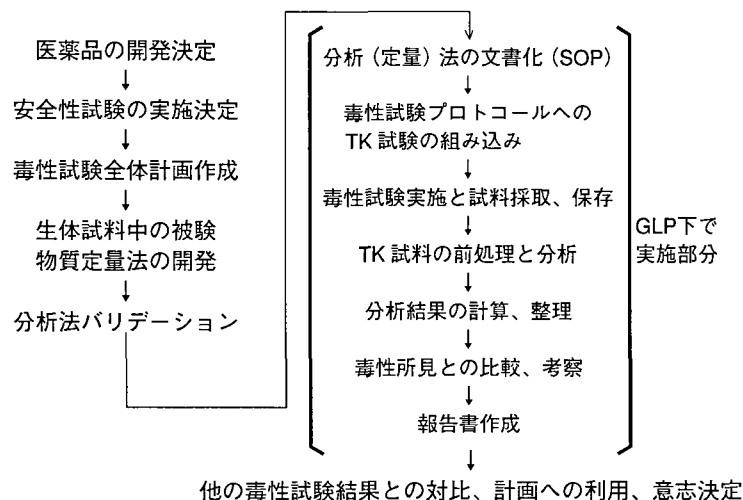 医薬品の開発決定
安全性試験の実施決定
毒性試験全体計画作成
生体試料中の被験
物質定量法の開発
分析法バリデーション
分析（定量）法の文書化（SOP）
毒性試験プロトコールへの
TK 試験の組み込み
毒性試験実施と試料採取、保存
TK 試料の前処理と分析
分析結果の計算、整理
毒性所見との比較、考察
報告書作成
GLP下で
実施部分
他の毒性試験結果との対比、計画への利用、意志決定